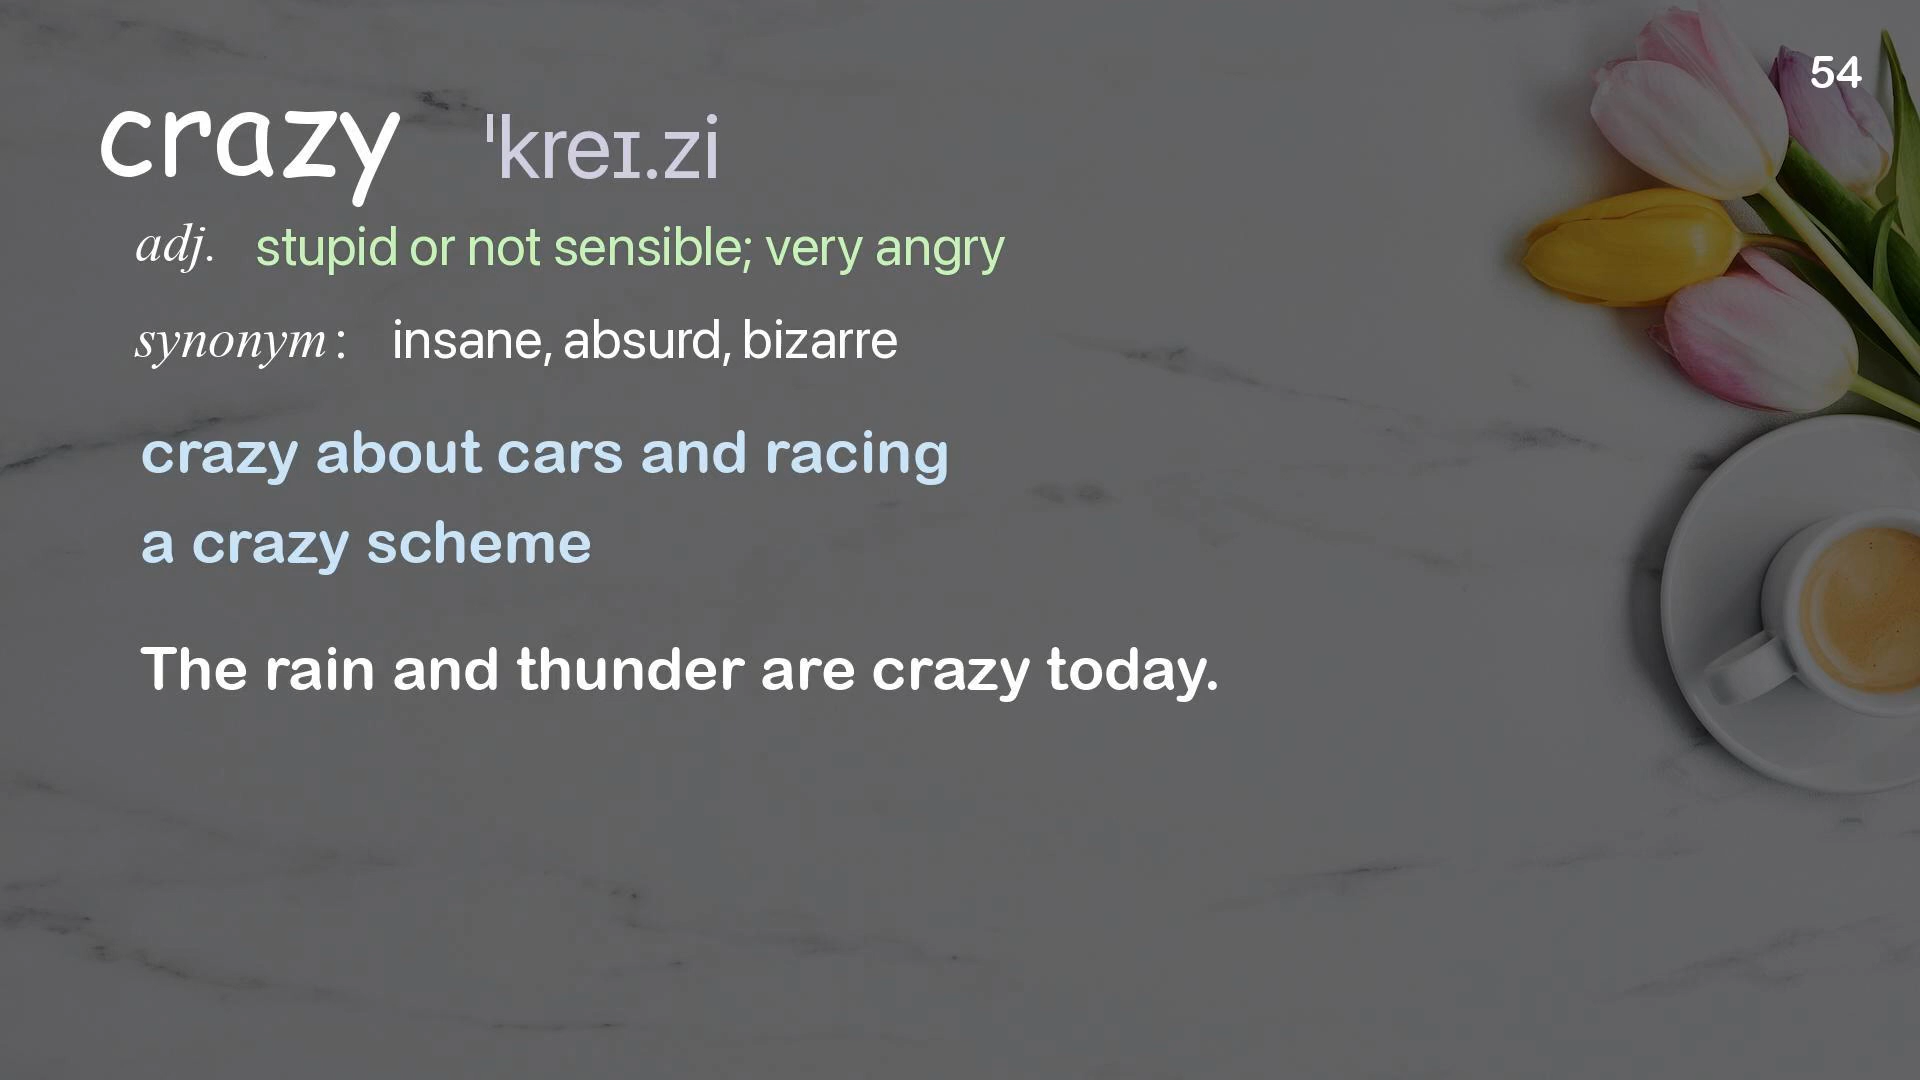 54
crazy ˈkreɪ.zi
adj. stupid or not sensible; very angry
synonym: insane, absurd, bizarre
crazy about cars and racing
a crazy scheme
The rain and thunder are crazy today.